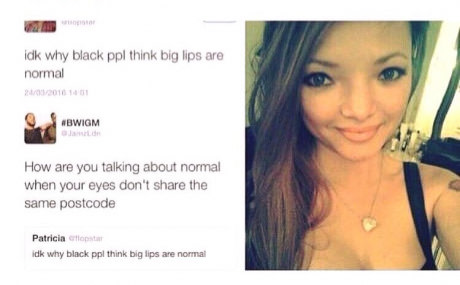 @flopstar
idk why black ppl think big lips are
normal
24/03/2016 14:01
#BWIGM
@JamzLdn
How are you talking about normal
when your eyes don't share the
same postcode
Patricia @flopstar
idk why black ppl think big lips are normal